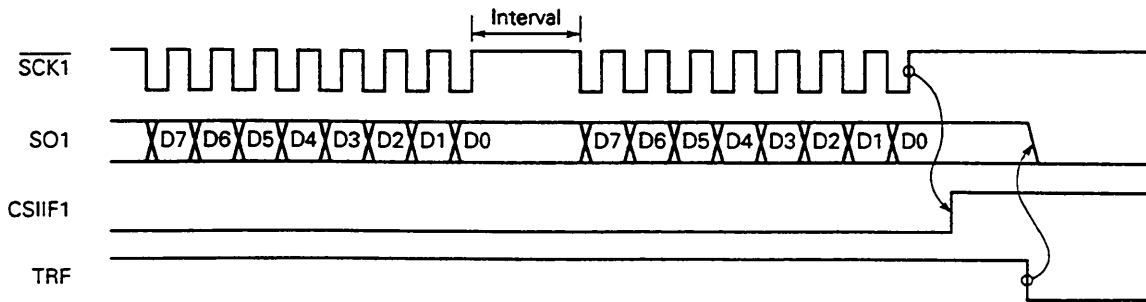 Interval
SCK1
SO1 D7 D6 D5 D4 D3 D2 D1 D0 D7 D6 D5 D4 D3 D2 D1 D0
CSIIF1
TRF